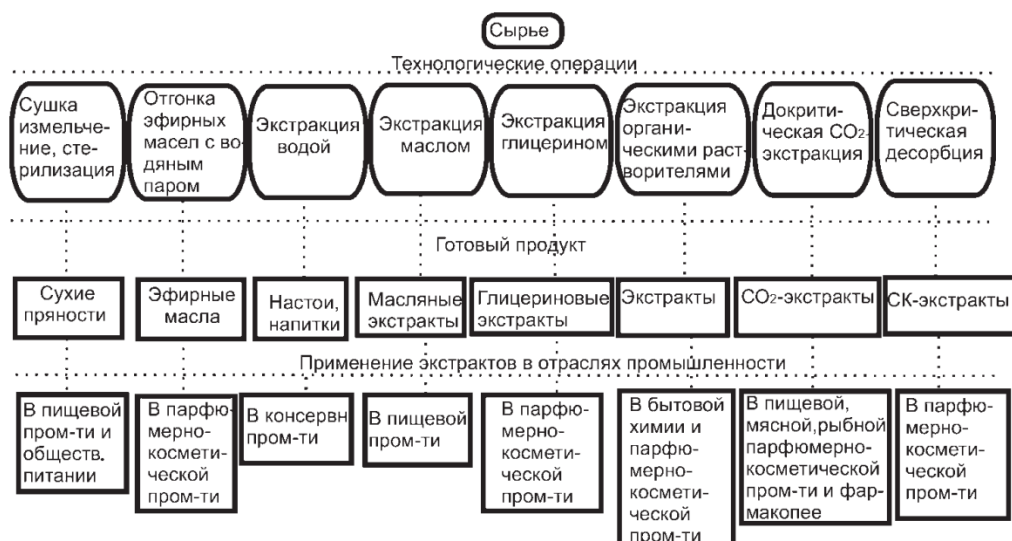 Сырье
Технологические операции
Сушка
измельче-
ние, сте-
рилизация
Отгонка
эфирных
масел с во-
дяным
паром
Экстракция
водой
Экстракция
маслом
Экстракция
глицерином
Экстракция
органи-
ческими раст-
ворителями
Докрити-
ческая CO2-
экстракция
Сверхкри-
тическая
десорбция
Готовый продукт
Сухие
пряности
Эфирные
масла
Настои,
напитки
Масляные
экстракты
Глицериновые
экстракты
Экстракты
CO2-экстракты
СК-экстракты
Применение экстрактов в отраслях промышленности
В пищевой
пром-ти и
обществ.
питании
В парфю-
мерно-
косметичес-
кой
пром-ти
В консервн.
пром-ти
В пищевой
пром-ти
В парфю-
мерно-
космети-
ческой
пром-ти
В бытовой
химии и
парфю-
мерно-
космети-
ческой
пром-ти
В пищевой,
мясной,рыбной
парфюмерно-
косметической
пром-ти и фар-
макопее
В парфю-
мерно-
космети-
ческой
пром-ти